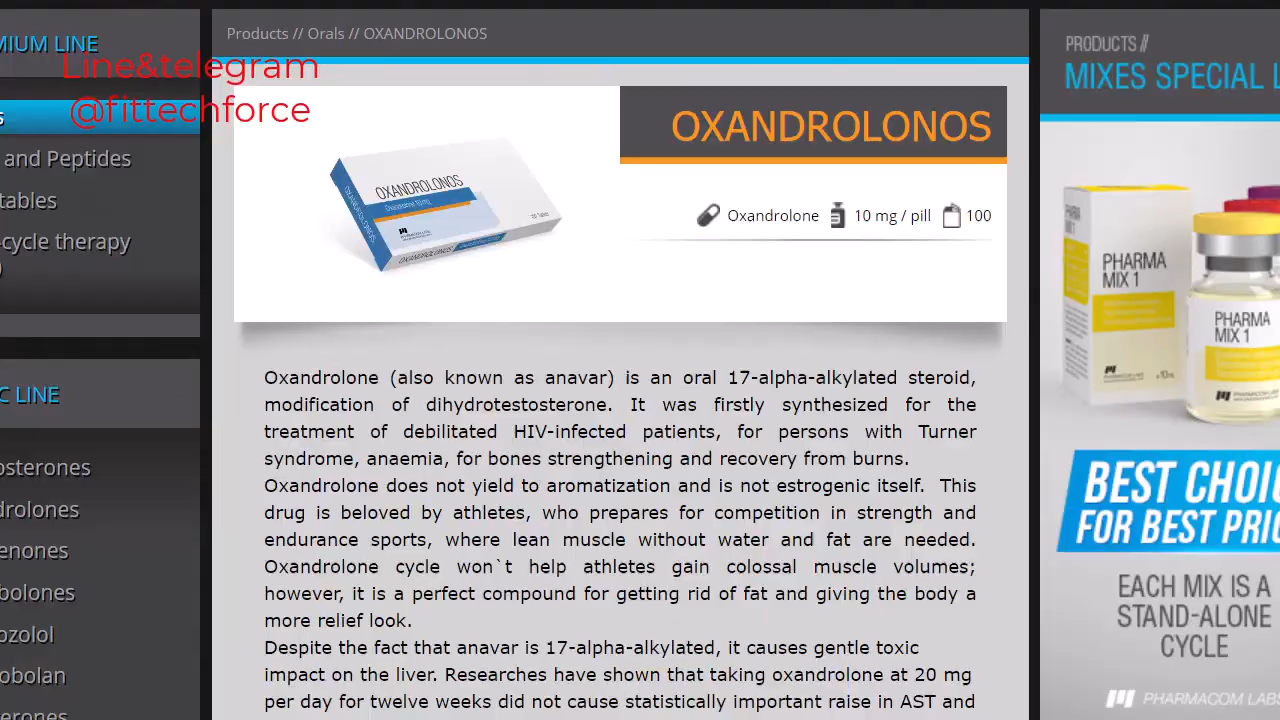 MIUM LINE
Line&telegram
@fittechforce
S
and Peptides
tables
-cycle therapy
)
C LINE
osterones
drolones
enones
bolones
ozolol
obolan
terones
Products // Orals // OXANDROLONOS
OXANDROLONOS
OXANDROLONOS
OXANDROLONOS
OXANDROLONOS
Oxandrolone 10 mg / pill 100
Oxandrolone (also known as anavar) is an oral 17-alpha-alkylated steroid,
modification of dihydrotestosterone. It was firstly synthesized for the
treatment of debilitated HIV-infected patients, for persons with Turner
syndrome, anaemia, for bones strengthening and recovery from burns.
Oxandrolone does not yield to aromatization and is not estrogenic itself. This
drug is beloved by athletes, who prepares for competition in strength and
endurance sports, where lean muscle without water and fat are needed.
Oxandrolone cycle won`t help athletes gain colossal muscle volumes;
however, it is a perfect compound for getting rid of fat and giving the body a
more relief look.
Despite the fact that anavar is 17-alpha-alkylated, it causes gentle toxic
impact on the liver. Researches have shown that taking oxandrolone at 20 mg
per day for twelve weeks did not cause statistically important raise in AST and
PRODUCTS //
MIXES SPECIAL L
PHARMA
MIX 1
PHARMA
MIX 1
BEST CHOIC
FOR BEST PRIC
EACH MIX IS A
STAND-ALONE
CYCLE
PHARMACOM LABS